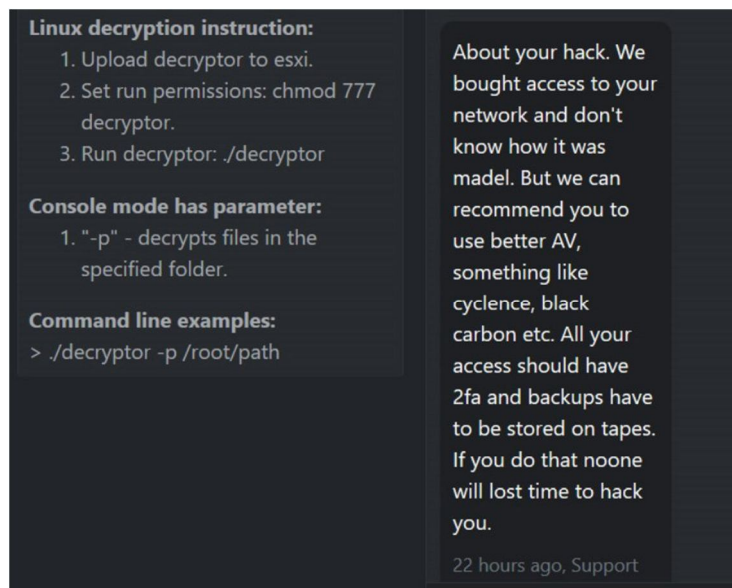 Linux decryption instruction:
1. Upload decryptor to esxi.
2. Set run permissions: chmod 777
decryptor.
3. Run decryptor: ./decryptor
Console mode has parameter:
1. "-p" - decrypts files in the
specified folder.
Command line examples:
> ./decryptor -p /root/path
About your hack. We
bought access to your
network and don't
know how it was
madel. But we can
recommend you to
use better AV,
something like
cyclence, black
carbon etc. All your
access should have
2fa and backups have
to be stored on tapes.
If you do that noone
will lost time to hack
you.
22 hours ago, Support